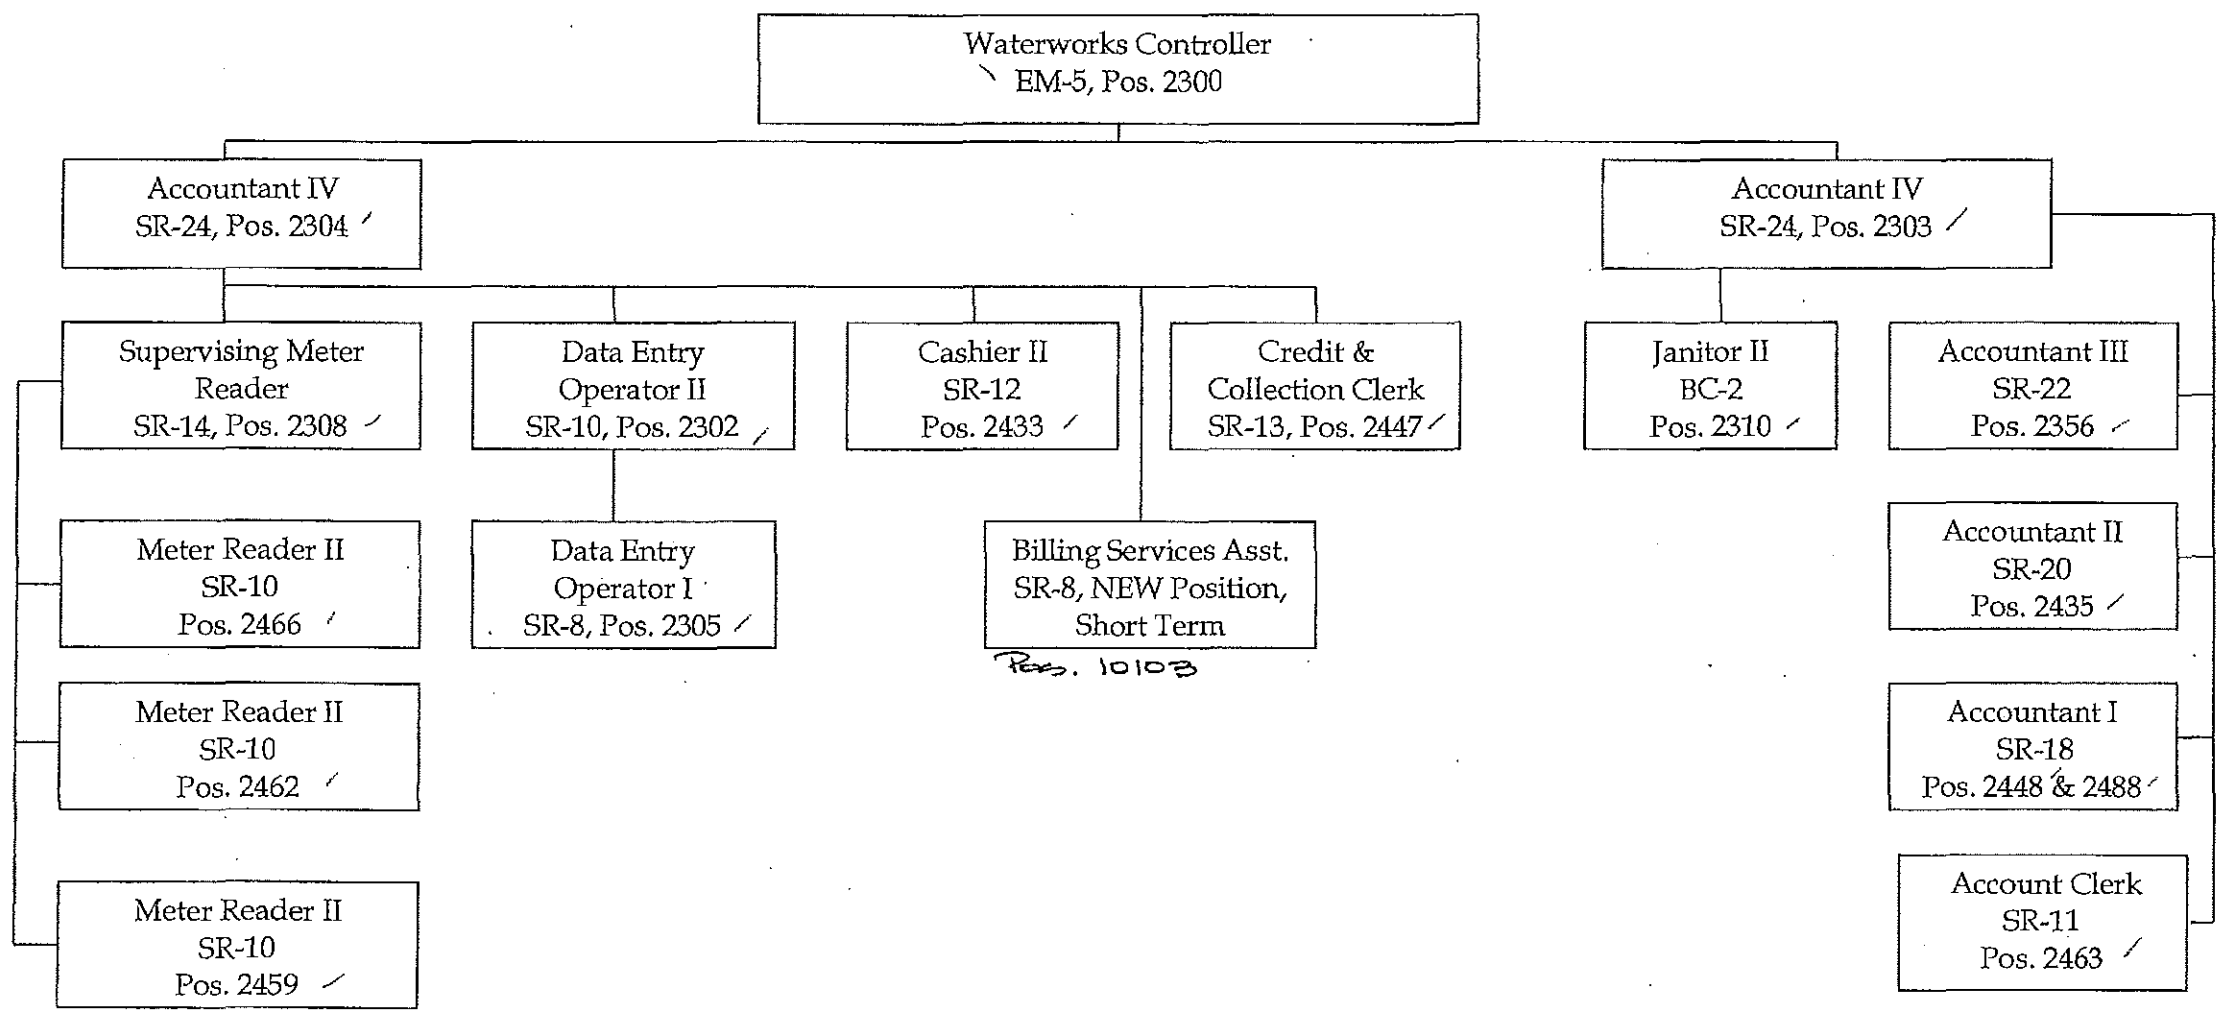 Waterworks Controller
EM-5, Pos. 2300
Accountant IV
SR-24, Pos. 2304
Accountant IV
SR-24, Pos. 2303
Supervising Meter
Reader
SR-14, Pos. 2308
Data Entry
Operator II
SR-10, Pos. 2302
Cashier II
SR-12
Pos. 2433
Credit &
Collection Clerk
SR-13, Pos. 2447
Janitor II
BC-2
Pos. 2310
Accountant III
SR-22
Pos. 2356
Meter Reader II
SR-10
Pos. 2466
Data Entry
Operator I
SR-8, Pos. 2305
Billing Services Asst.
SR-8, NEW Position,
Short Term
Pos. 10103
Accountant II
SR-20
Pos. 2435
Meter Reader II
SR-10
Pos. 2462
Accountant I
SR-18
Pos. 2448 & 2488
Meter Reader II
SR-10
Pos. 2459
Account Clerk
SR-11
Pos. 2463